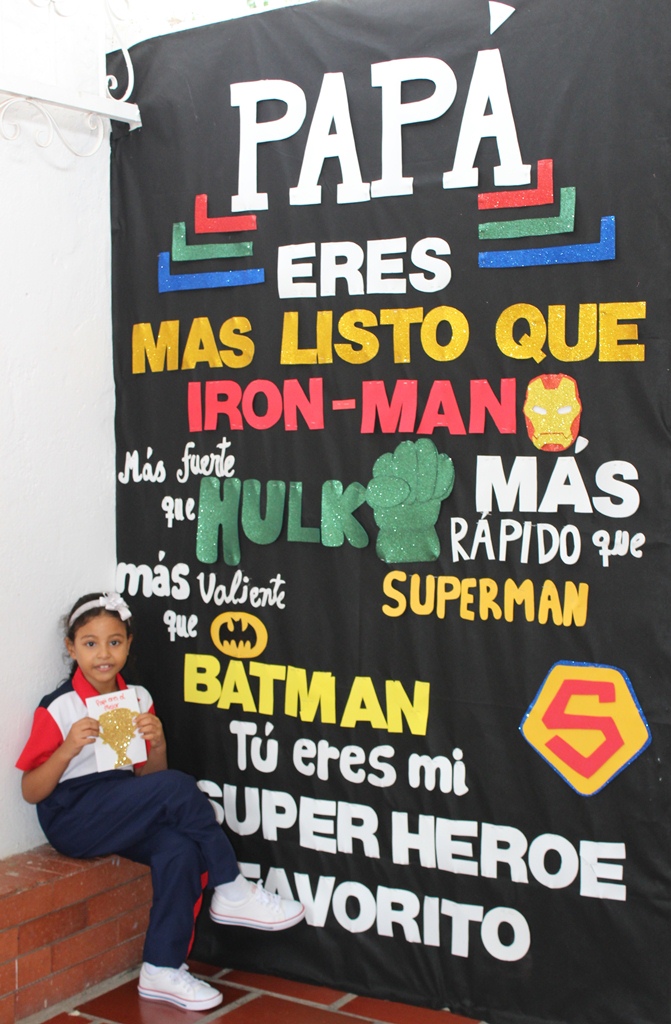 PAPÀ
ERES
MAS LISTO QUE
IRON-MAN
Más fuerte
que
HULK
MÁS
RÁPIDO que
SUPERMAN
más Valiente
que
BATMAN
S
Tú eres mi
SUPER HEROE
FAVORITO